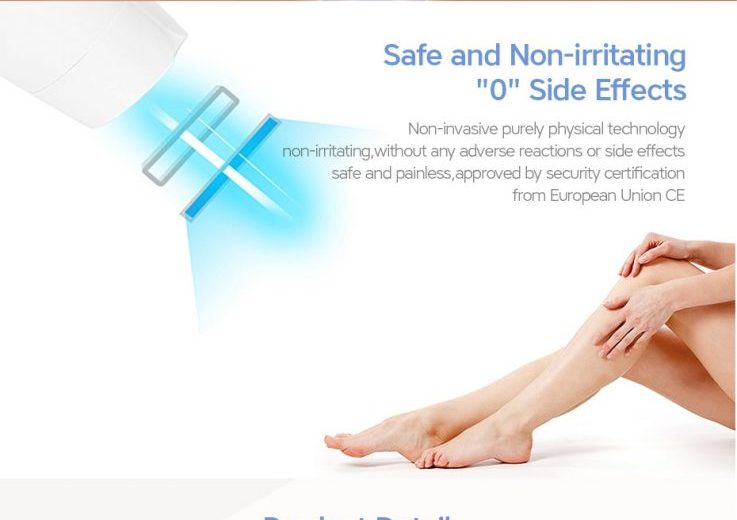 Safe and Non-irritating
"0" Side Effects
Non-invasive purely physical technology
non-irritating,without any adverse reactions or side effects
safe and painless,approved by security certification
from European Union CE